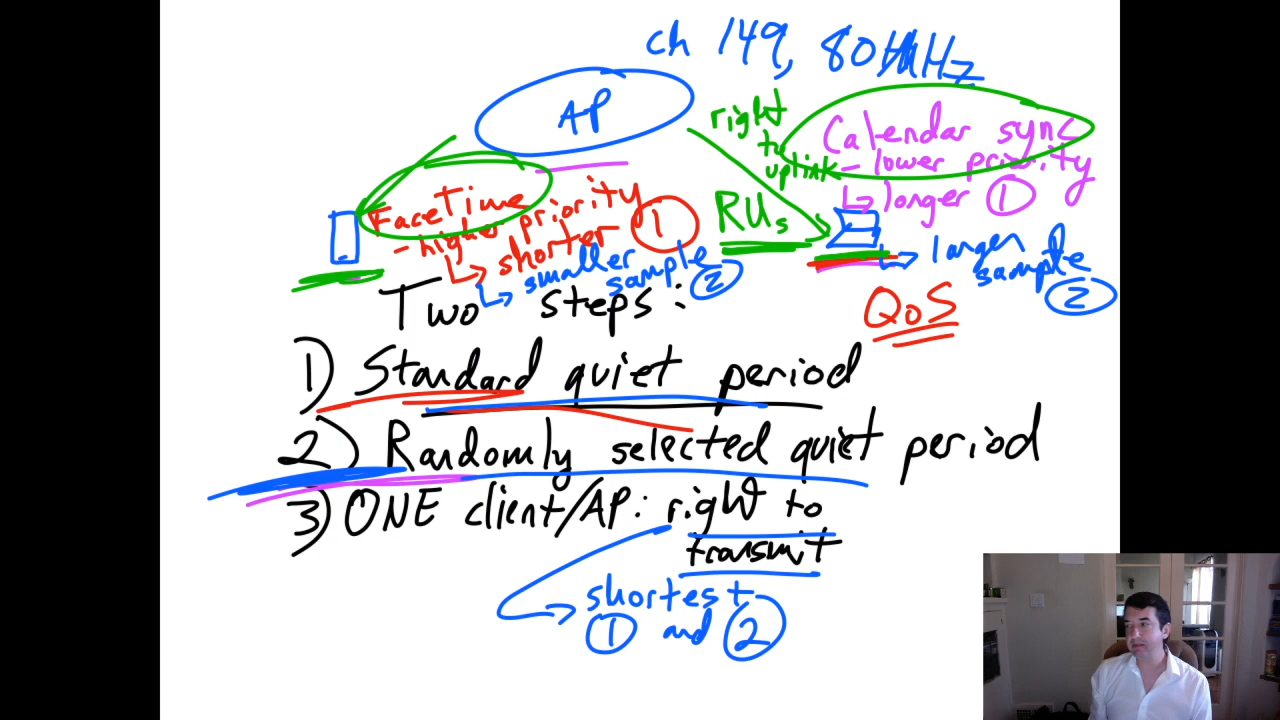 ch 149, 80MHz
AP
right to uplink
Calendar sync
- lower priority
↳ longer ①
FaceTime
- higher priority ①
↳ shorter
↳ smaller sample ②
RUs
↳ larger sample ②
QoS
Two steps:
1) Standard quiet period
2) Randomly selected quiet period
3) ONE client/AP: right to
transmit
shortest
① and ②